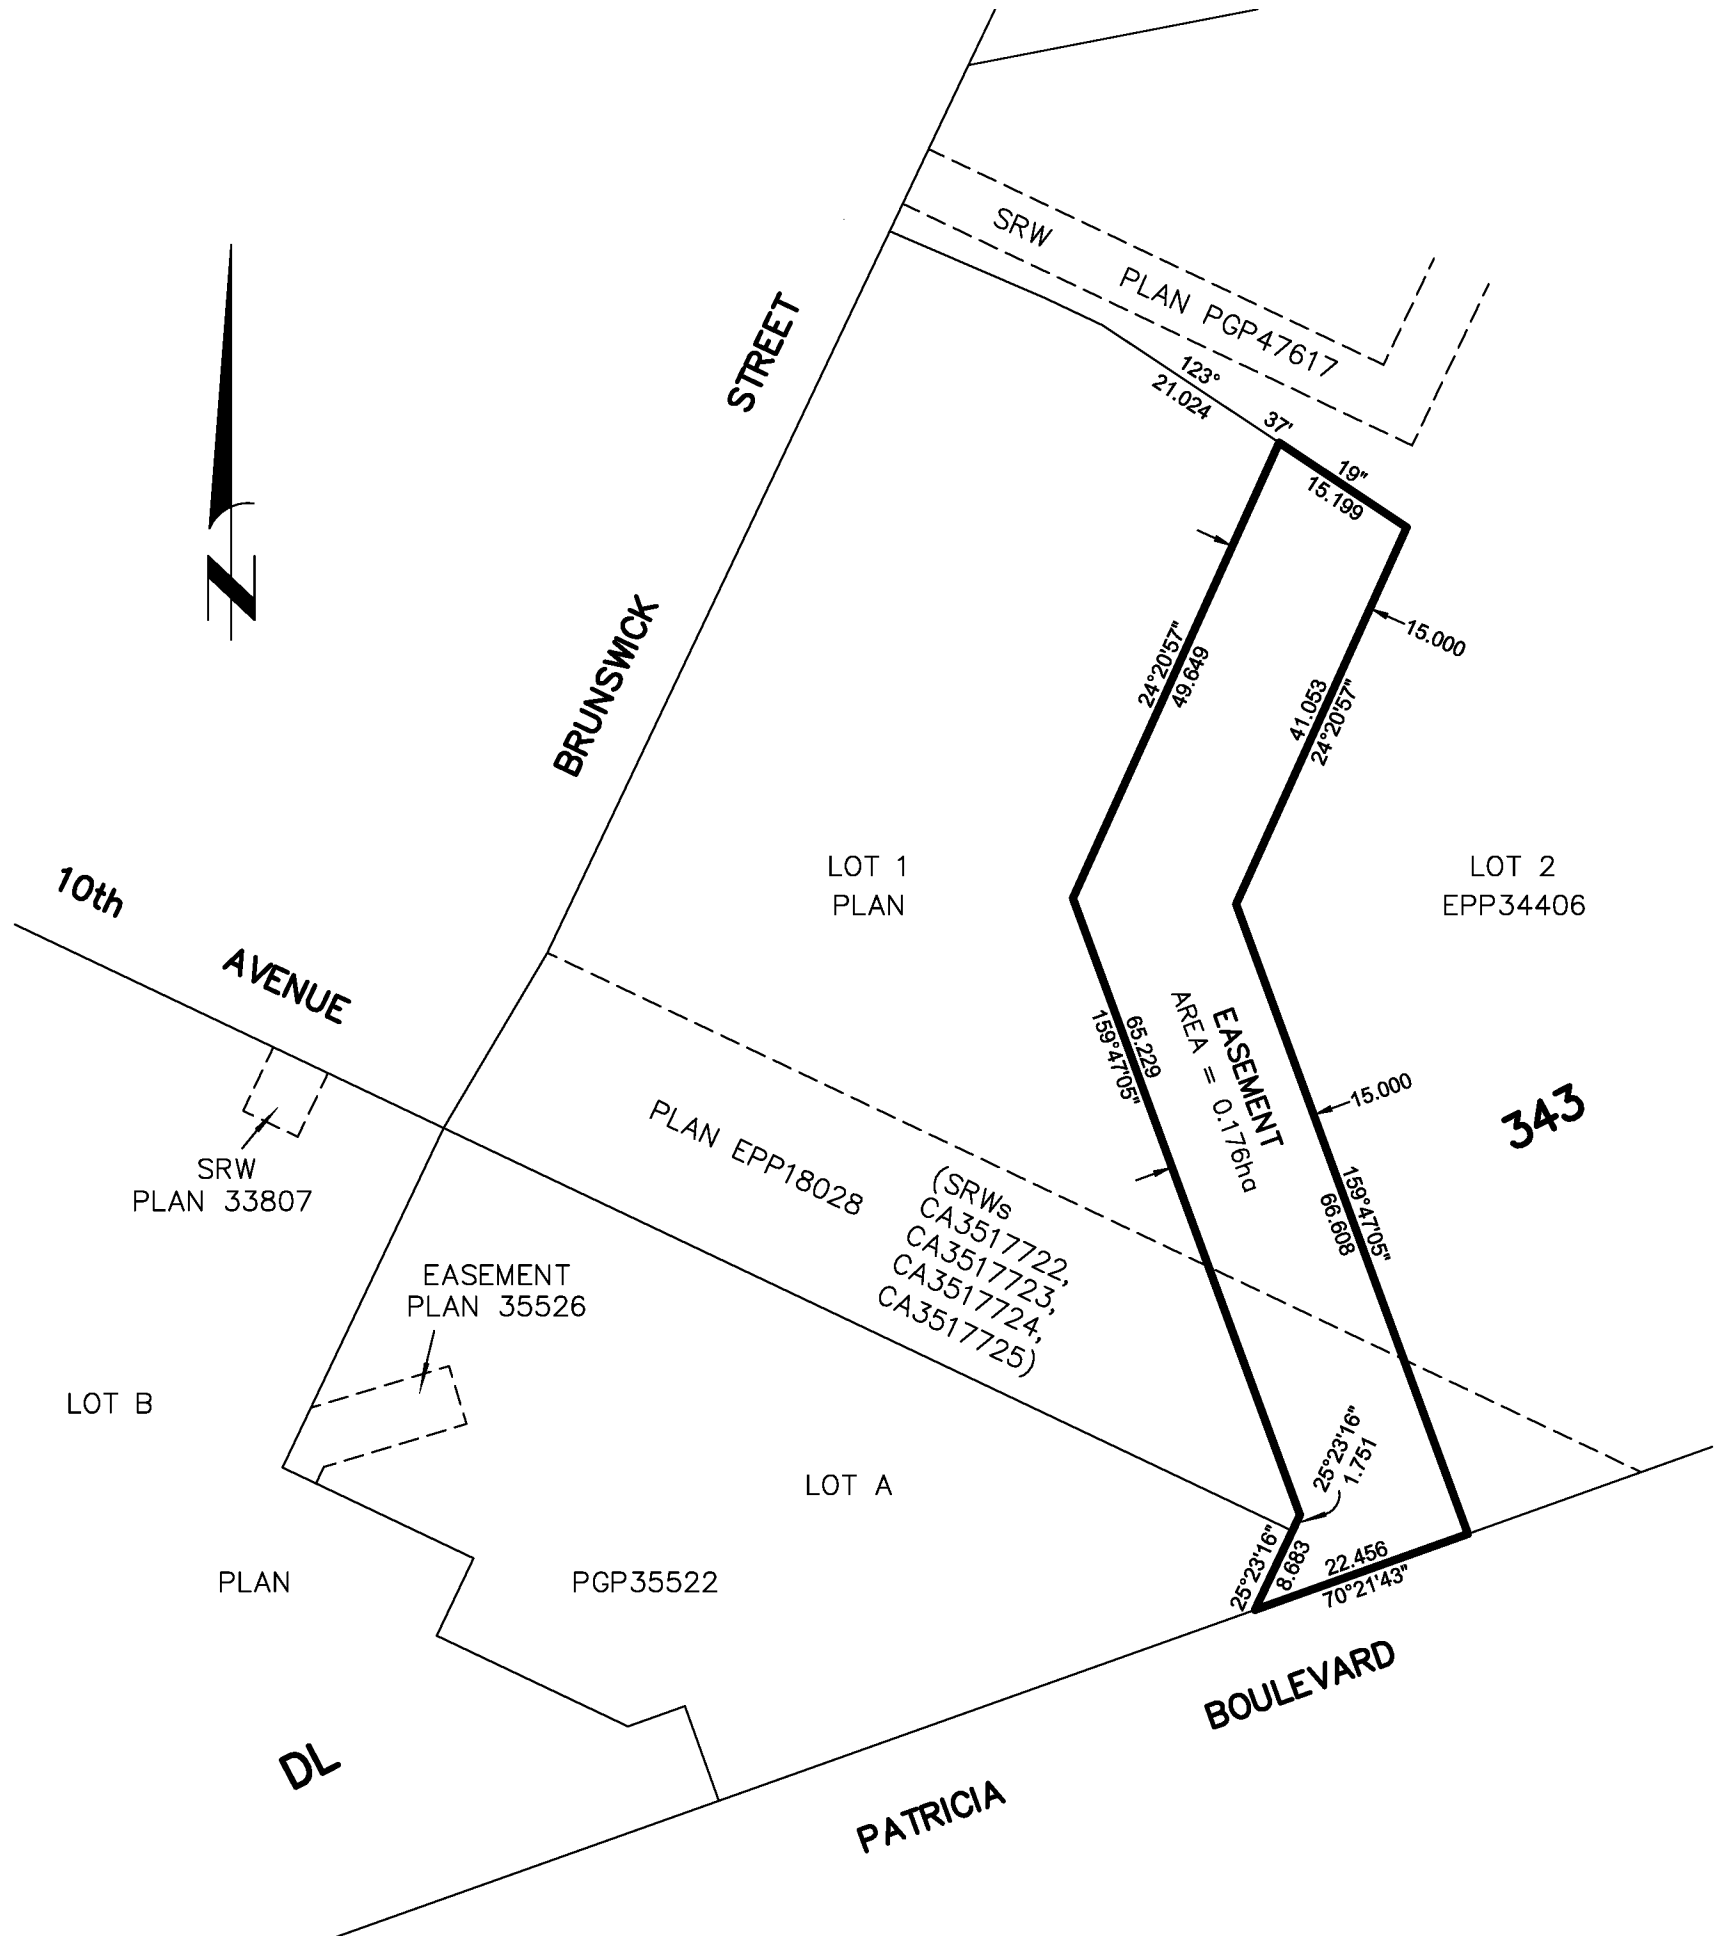 SRW
PLAN PGP47617
STREET
123°
21.024
37'
19"
15.199
N
15.000
24°20'57"
49.649
41.053
24°20'57"
BRUNSWICK
LOT 1
PLAN
LOT 2
EPP34406
10th
AVENUE
EASEMENT
AREA = 0.176ha
65.229
159°47'05"
15.000
343
PLAN EPP18028
(SRWs
CA3517722,
CA3517723,
CA3517724,
CA3517725)
SRW
PLAN 33807
159°47'05"
66.608
EASEMENT
PLAN 35526
LOT B
LOT A
25°23'16"
1.751
25°23'16"
8.683
22.456
70°21'43"
PLAN
PGP35522
BOULEVARD
DL
PATRICIA